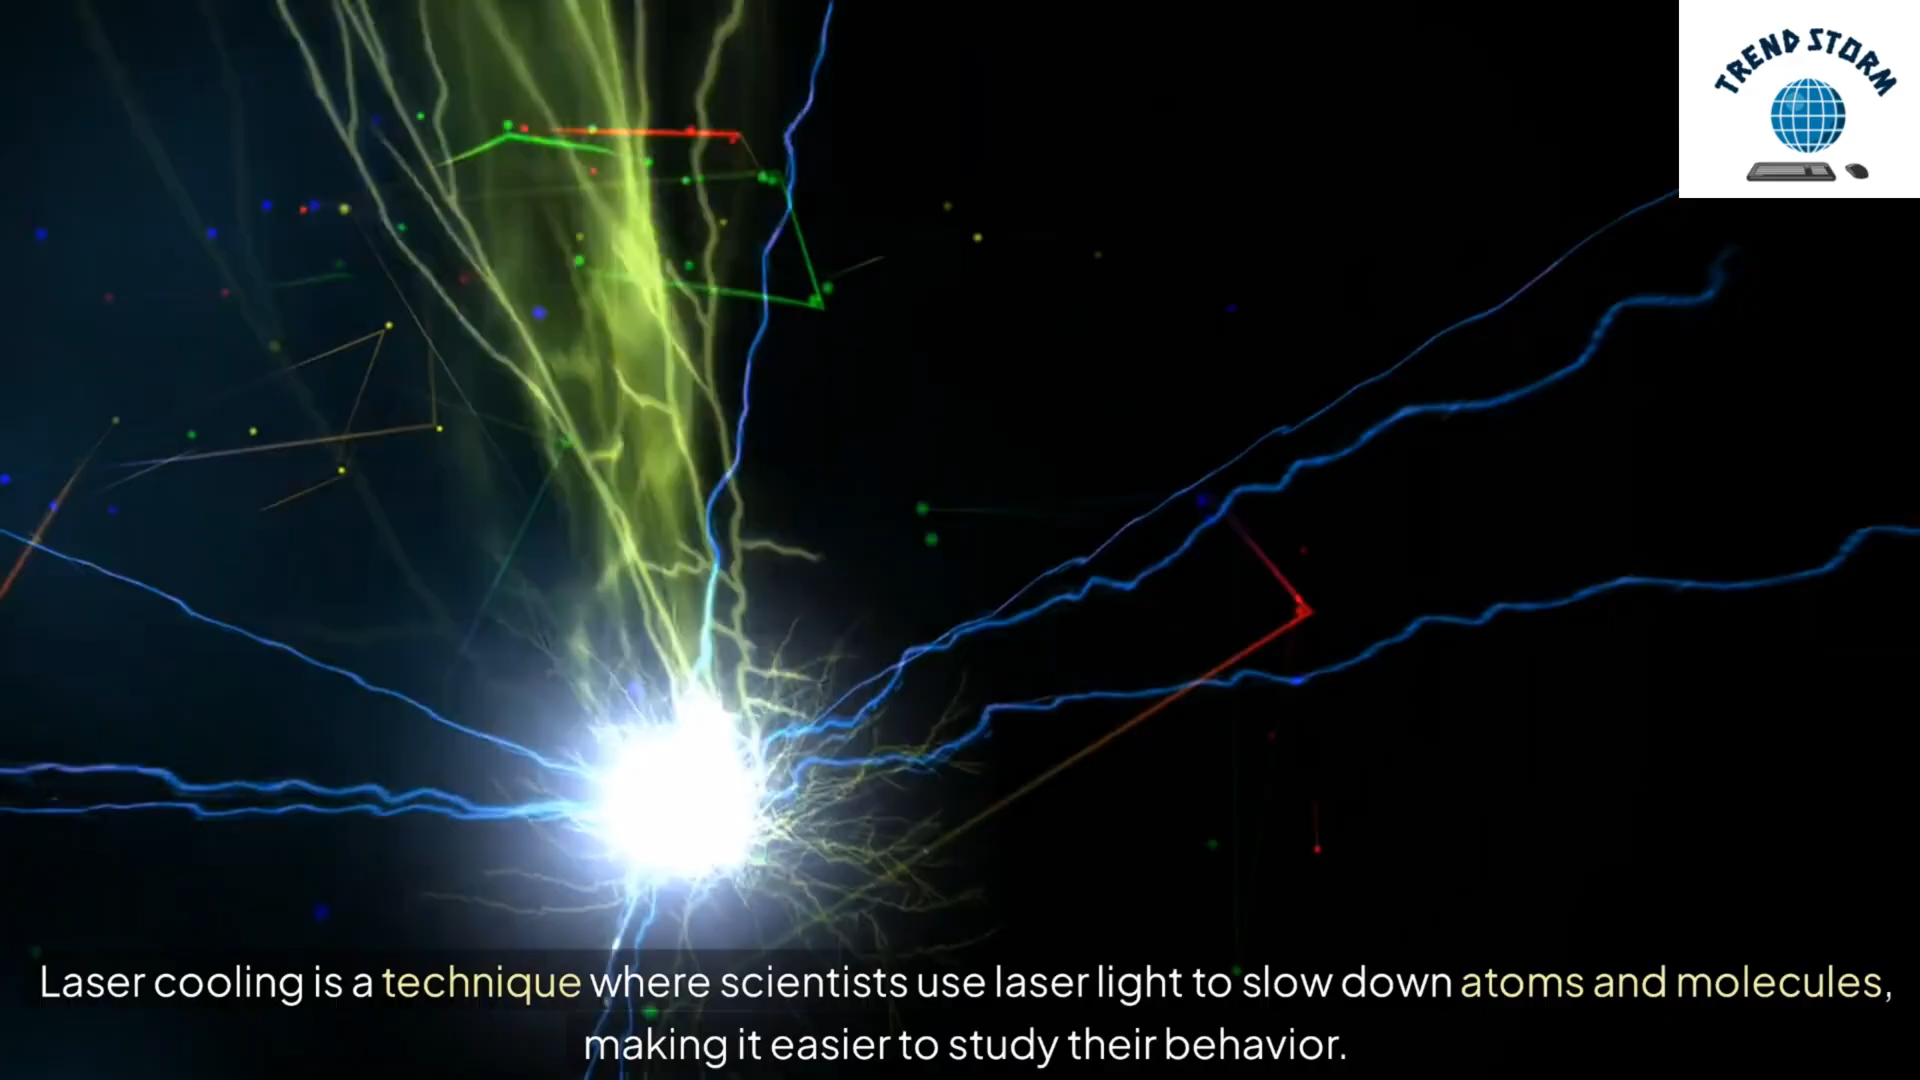 TREND STORM
Laser cooling is a technique where scientists use laser light to slow down atoms and molecules,
making it easier to study their behavior.